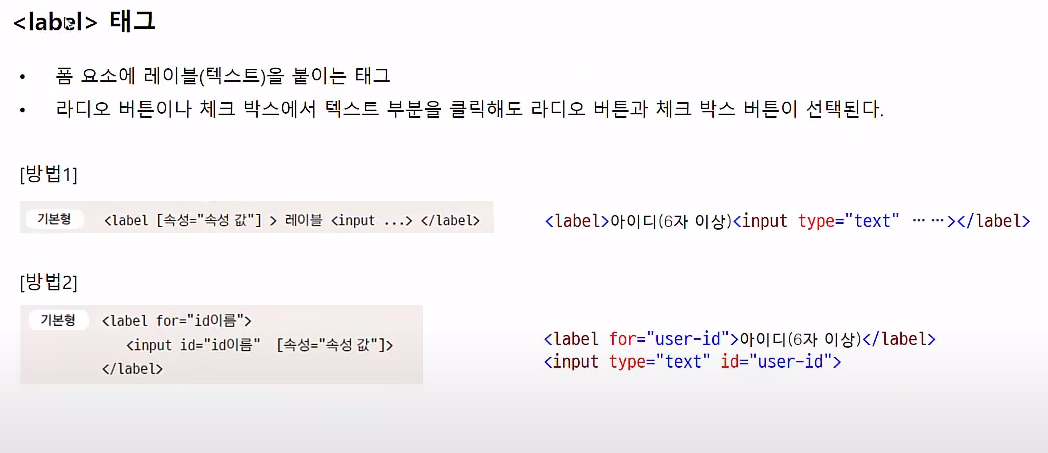 <label> 태그
• 폼 요소에 레이블(텍스트)을 붙이는 태그
• 라디오 버튼이나 체크 박스에서 텍스트 부분을 클릭해도 라디오 버튼과 체크 박스 버튼이 선택된다.
[방법1]
기본형 <label [속성="속성 값"] > 레이블 <input ...> </label>
<label>아이디(6자 이상)<input type="text" ……></label>
[방법2]
기본형 <label for="id이름">
<input id="id이름" [속성="속성 값"]>
</label>
<label for="user-id">아이디(6자 이상)</label>
<input type="text" id="user-id">